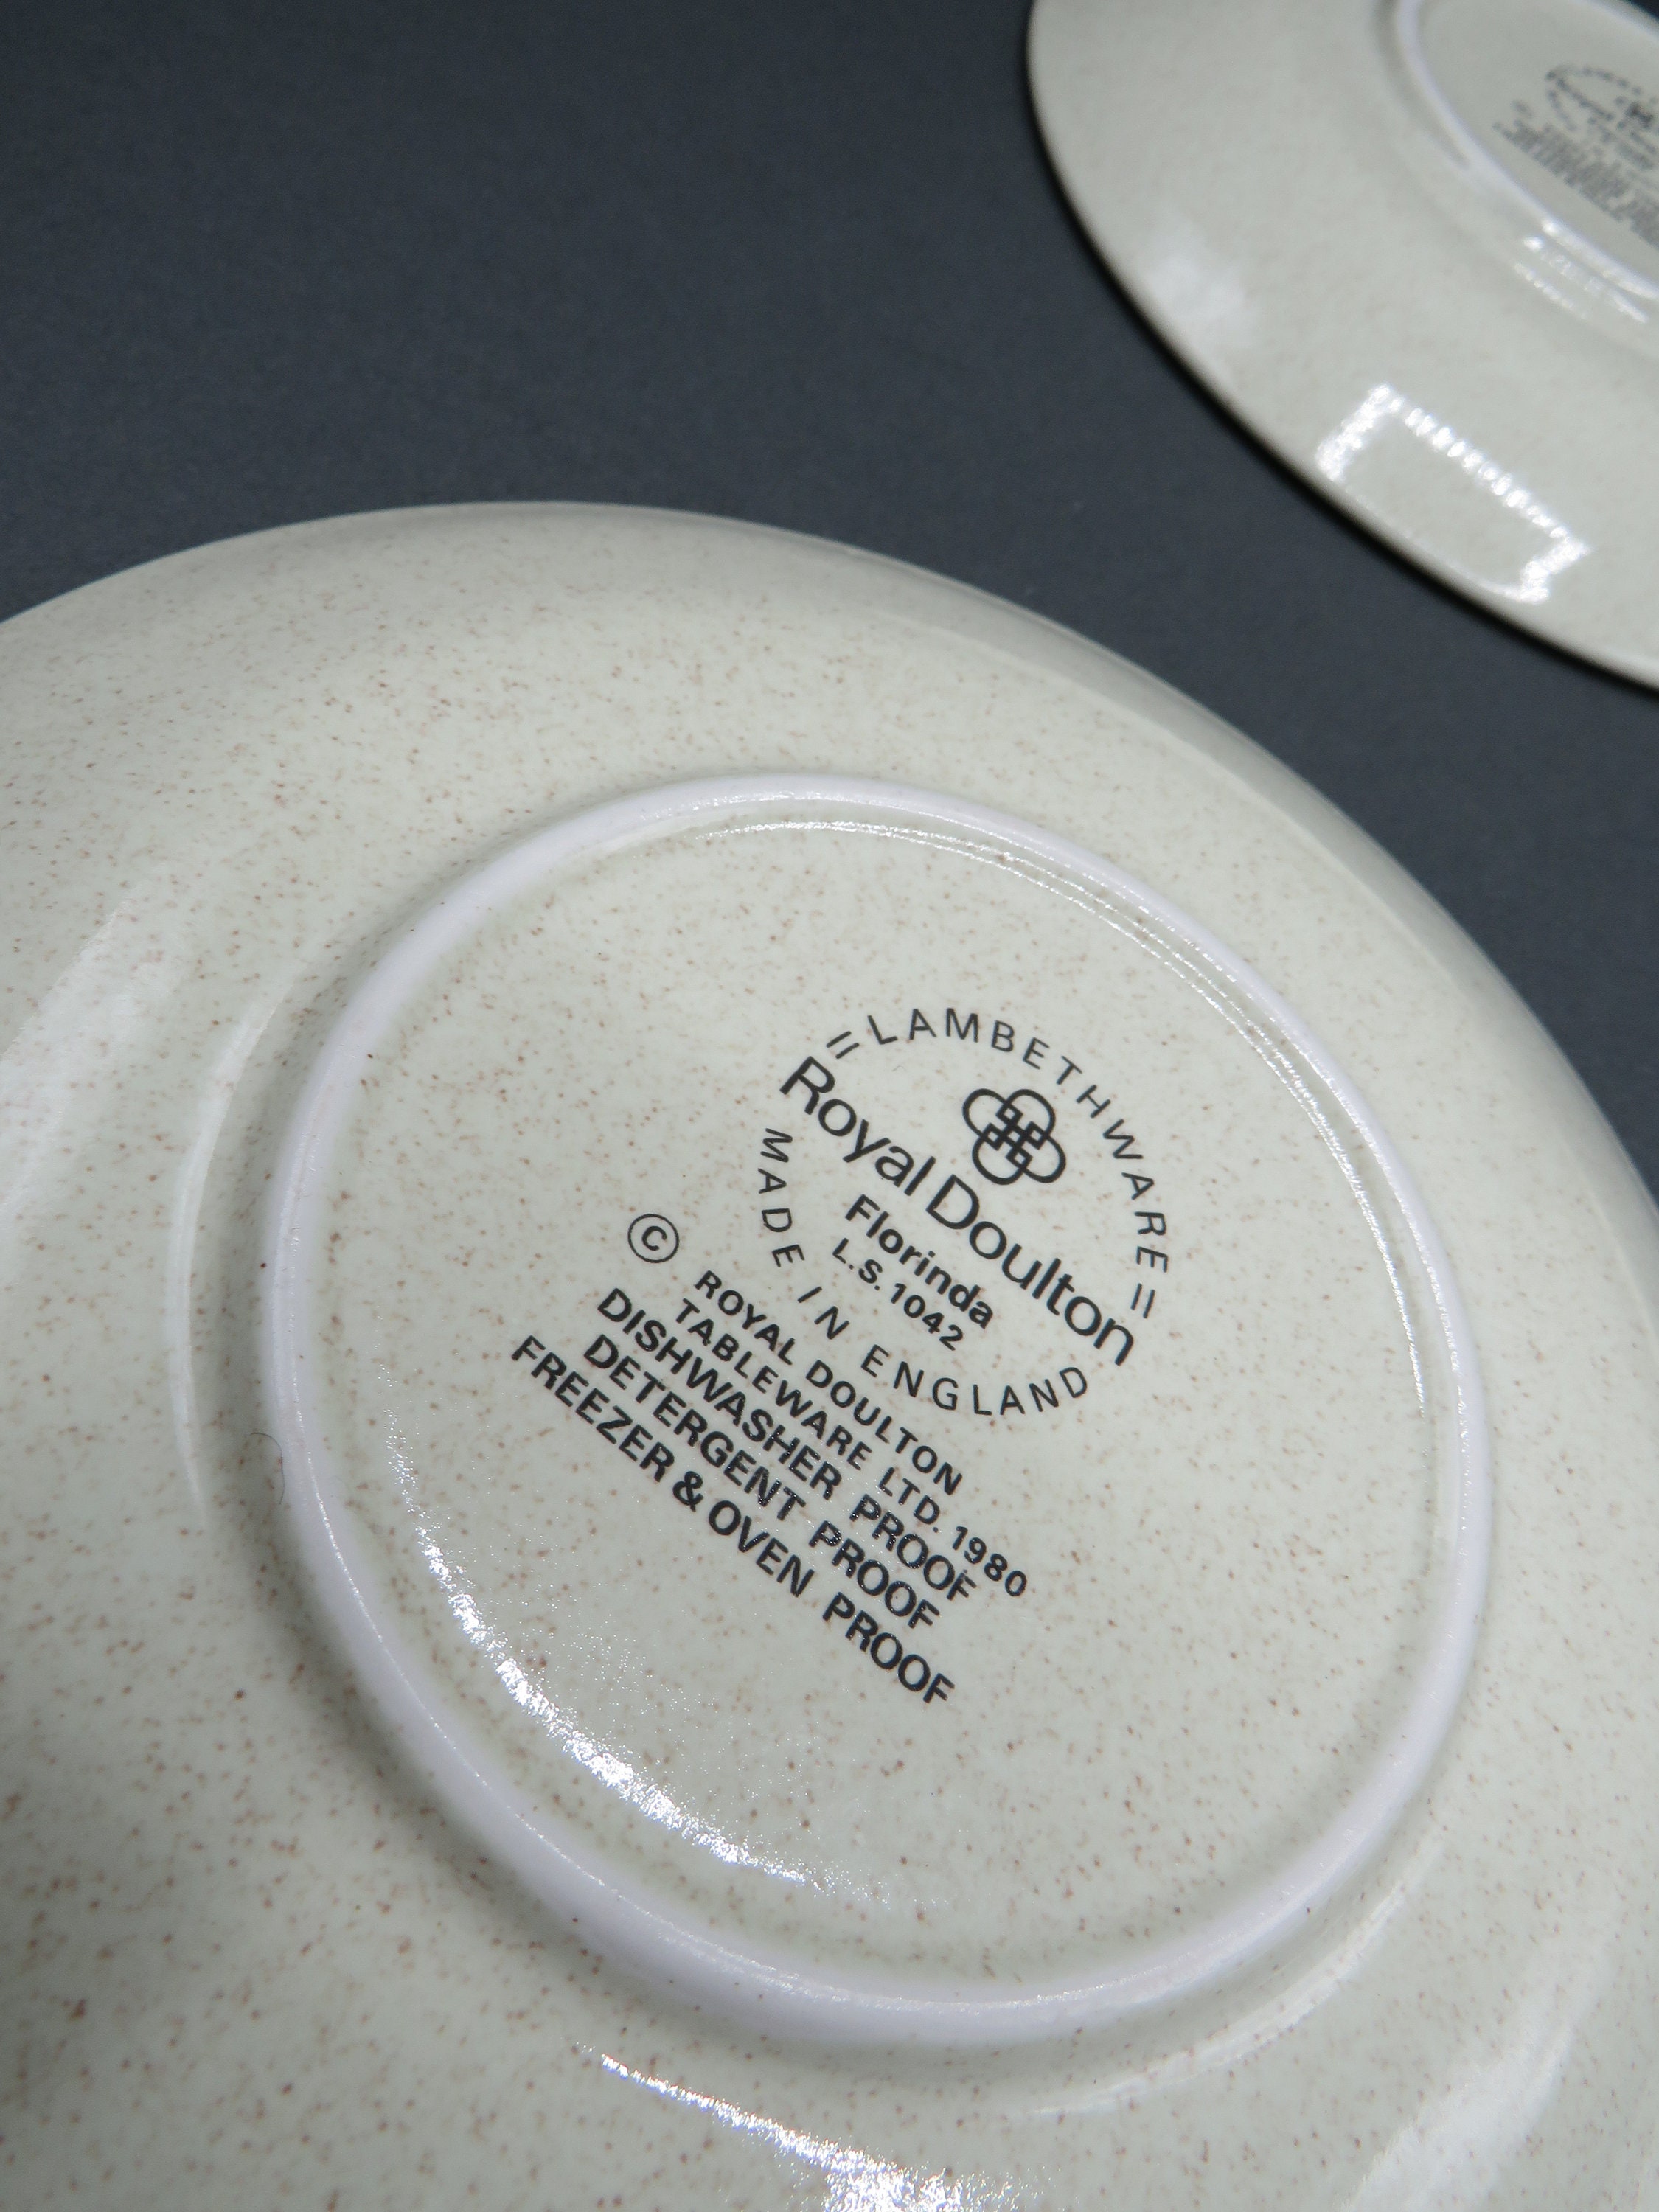 = LAMBETHWARE =
Royal Doulton
Florinda
L.S.1042
MADE IN ENGLAND
© ROYAL DOULTON
TABLEWARE LTD. 1980
DISHWASHER PROOF
DETERGENT PROOF
FREEZER & OVEN PROOF